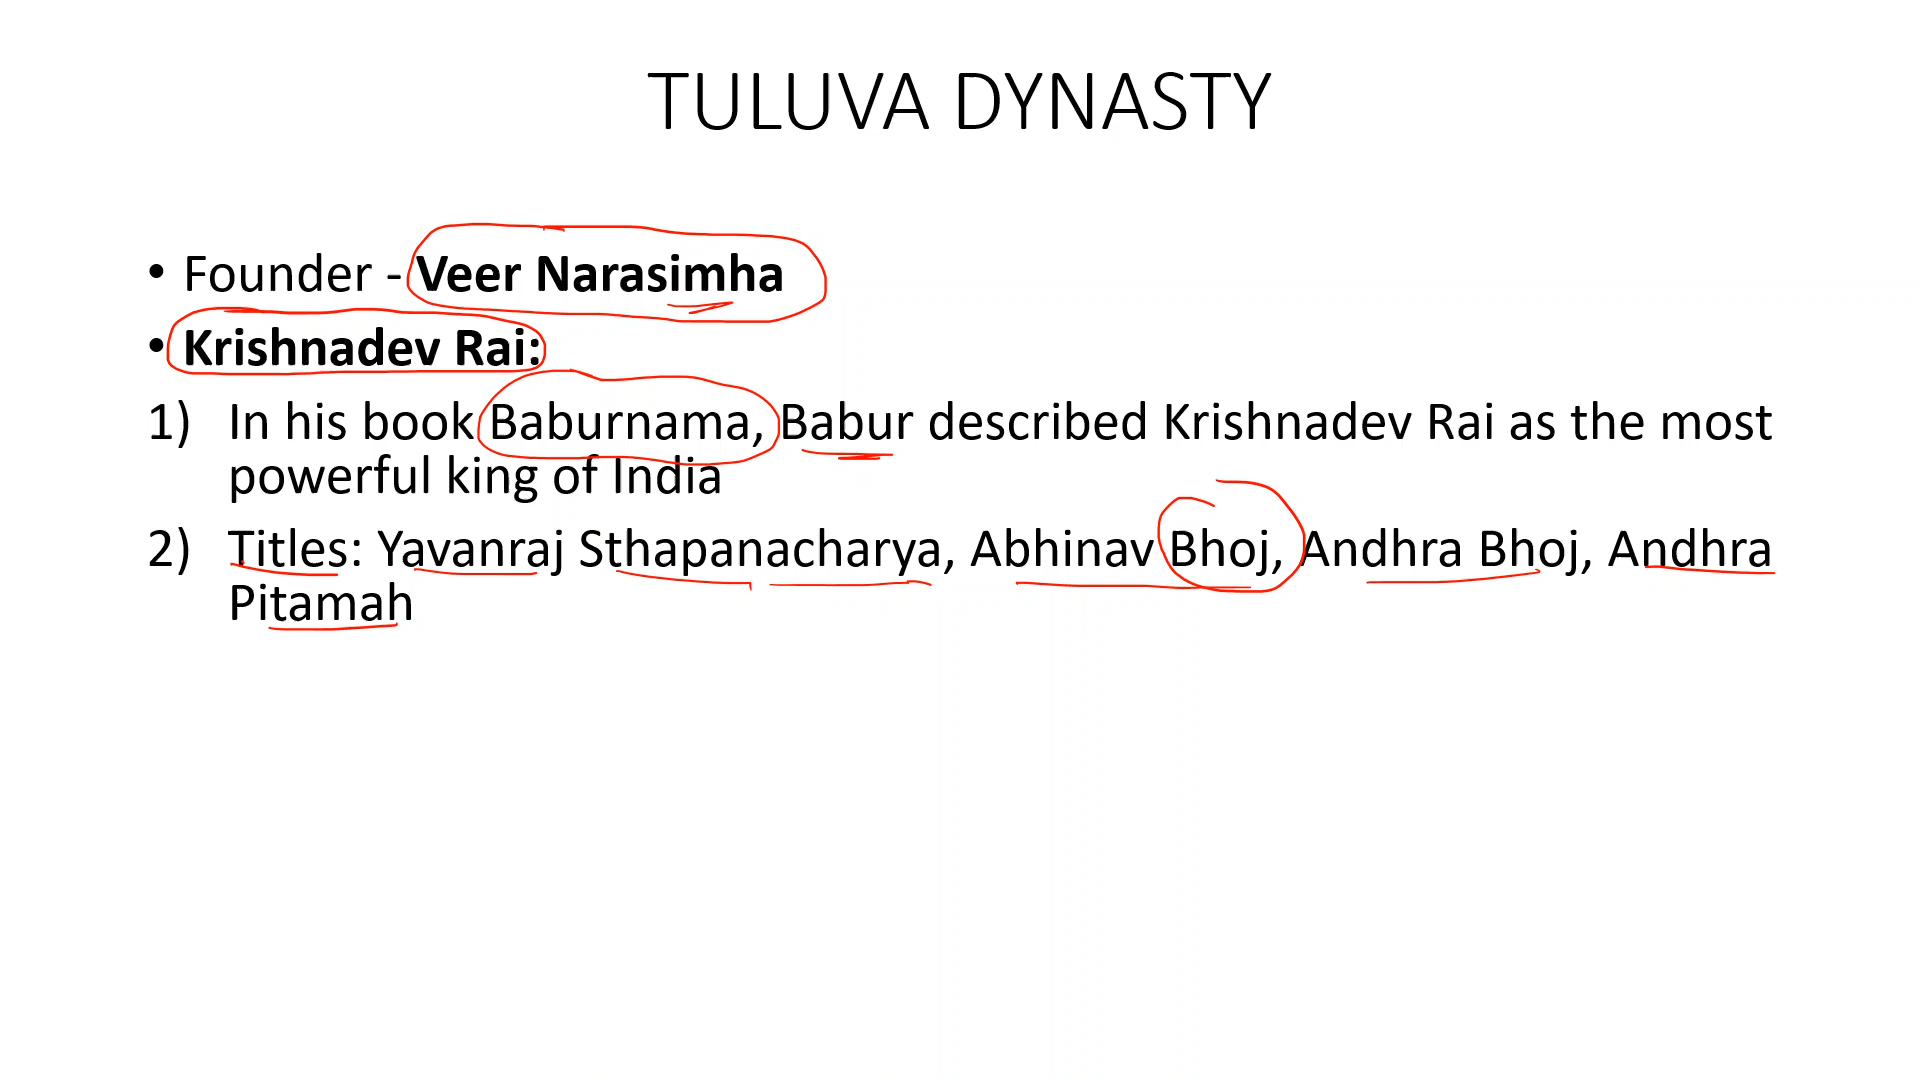 TULUVA DYNASTY
• Founder - Veer Narasimha
• Krishnadev Rai:
1) In his book Baburnama, Babur described Krishnadev Rai as the most
powerful king of India
2) Titles: Yavanraj Sthapanacharya, Abhinav Bhoj, Andhra Bhoj, Andhra
Pitamah